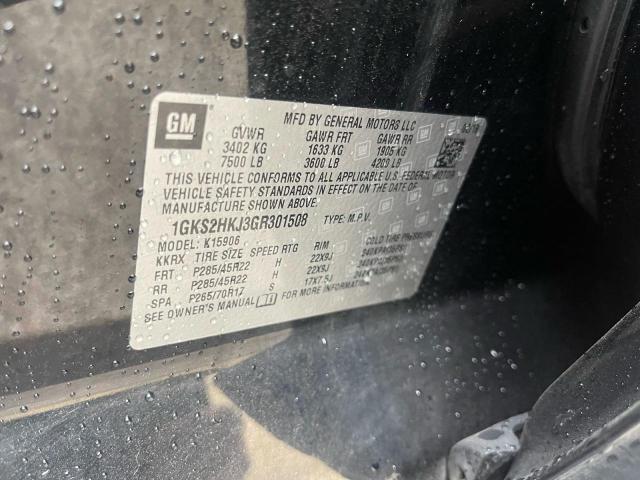 GM
MFD BY GENERAL MOTORS LLC
GVWR GAWR FRT GAWR RR
3402 KG 1633 KG 1905 KG
7500 LB 3600 LB 4200 LB
THIS VEHICLE CONFORMS TO ALL APPLICABLE U.S. FEDERAL MOTOR
VEHICLE SAFETY STANDARDS IN EFFECT ON THE DATE OF
MANUFACTURE SHOWN ABOVE.
1GKS2HKJ3GR301508 TYPE: M.P.V.
MODEL: K15906
KKRX TIRE SIZE SPEED RTG RIM COLD TIRE PRESSURE
FRT P285/45R22 H 22X9J
RR P285/45R22 H 22X9J
SPA P265/70R17 S 17X7.5J
SEE OWNER'S MANUAL FOR MORE INFORMATION.